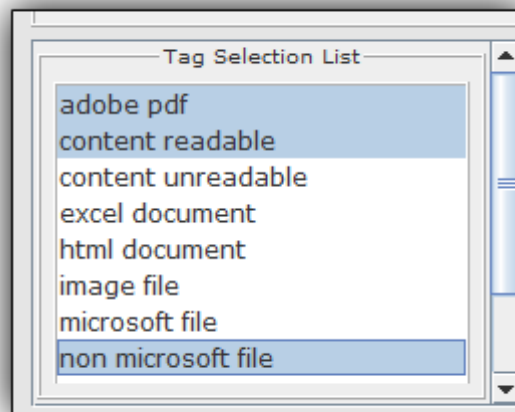 Tag Selection List
adobe pdf
content readable
content unreadable
excel document
html document
image file
microsoft file
non microsoft file